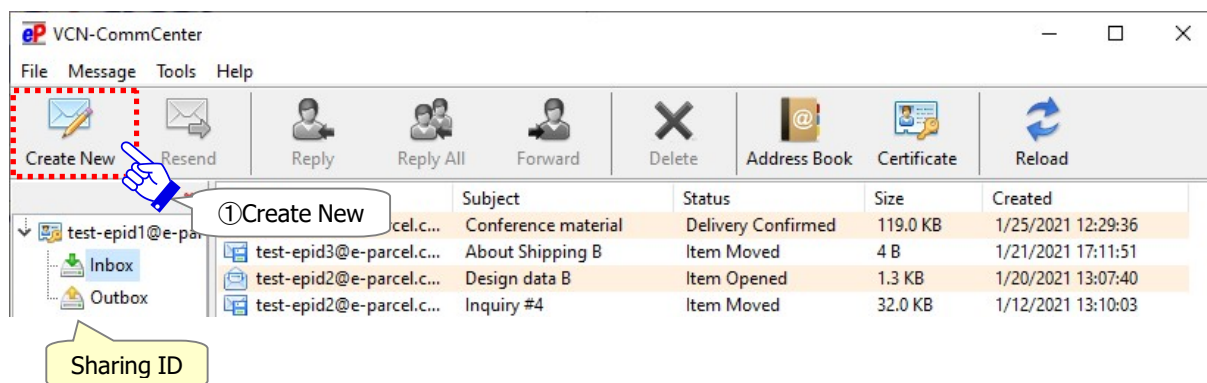 eP VCN-CommCenter
File Message Tools Help
Create New Resend Reply Reply All Forward Delete Address Book Certificate Reload
①Create New
Subject Status Size Created
test-epid1@e-par
rcel.c... Conference material Delivery Confirmed 119.0 KB 1/25/2021 12:29:36
test-epid3@e-parcel.c... About Shipping B Item Moved 4 B 1/21/2021 17:11:51
Inbox
test-epid2@e-parcel.c... Design data B Item Opened 1.3 KB 1/20/2021 13:07:40
Outbox
test-epid2@e-parcel.c... Inquiry #4 Item Moved 32.0 KB 1/12/2021 13:10:03
Sharing ID